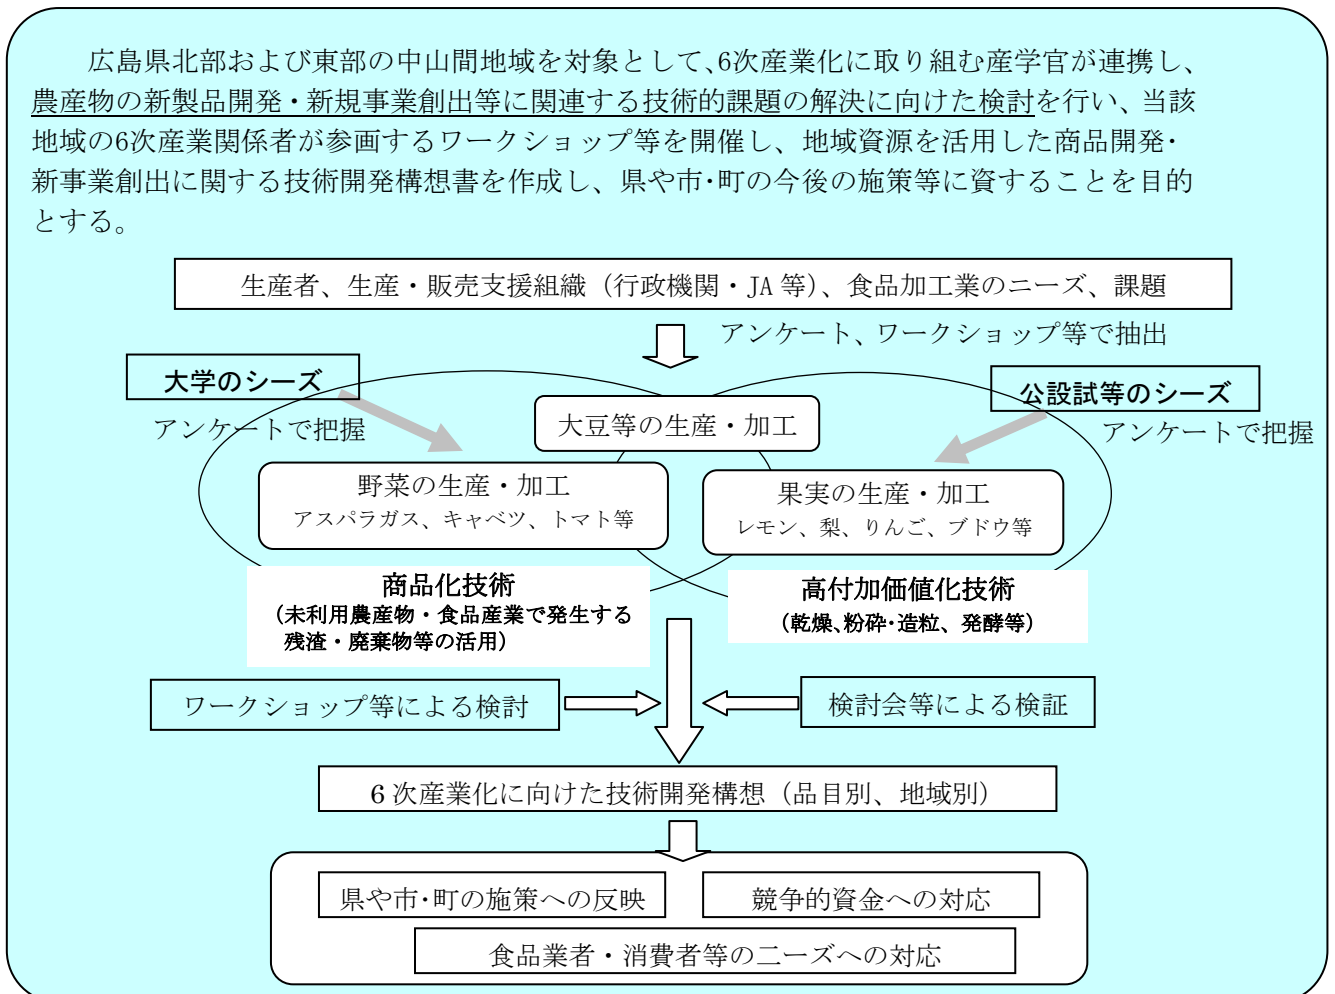 広島県北部および東部の中山間地域を対象として、6次産業化に取り組む産学官が連携し、
農産物の新製品開発・新規事業創出等に関連する技術的課題の解決に向けた検討を行い、当該
地域の6次産業関係者が参画するワークショップ等を開催し、地域資源を活用した商品開発・
新事業創出に関する技術開発構想書を作成し、県や市・町の今後の施策等に資することを目的
とする。
生産者、生産・販売支援組織（行政機関・JA 等）、食品加工業のニーズ、課題
アンケート、ワークショップ等で抽出
大学のシーズ
アンケートで把握
公設試等のシーズ
アンケートで把握
大豆等の生産・加工
野菜の生産・加工
アスパラガス、キャベツ、トマト等
果実の生産・加工
レモン、梨、りんご、ブドウ等
商品化技術
（未利用農産物・食品産業で発生する
残渣・廃棄物等の活用）
高付加価値化技術
（乾燥、粉砕・造粒、発酵等）
ワークショップ等による検討
検討会等による検証
６次産業化に向けた技術開発構想（品目別、地域別）
県や市・町の施策への反映
競争的資金への対応
食品業者・消費者等の二ーズへの対応